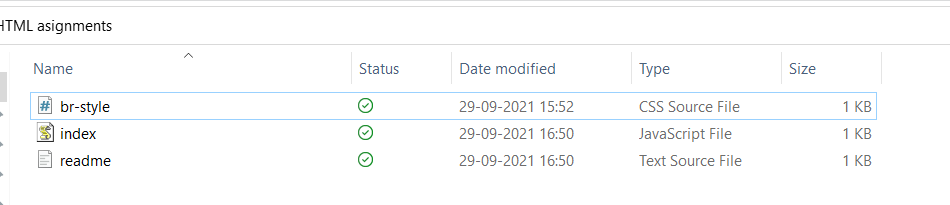 HTML asignments
Name Status Date modified Type Size
br-style 29-09-2021 15:52 CSS Source File 1 KB
index 29-09-2021 16:50 JavaScript File 1 KB
readme 29-09-2021 16:50 Text Source File 1 KB